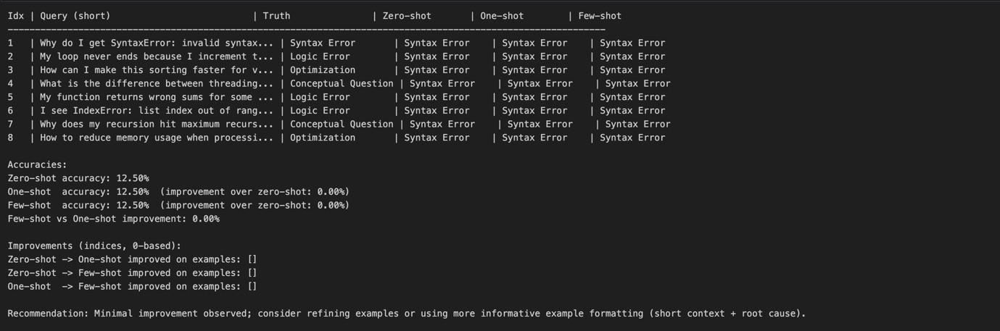 Idx | Query (short)                          | Truth               | Zero-shot       | One-shot        | Few-shot
--------------------------------------------------------------------------------------------------------------
1   | Why do I get SyntaxError: invalid syntax... | Syntax Error       | Syntax Error    | Syntax Error    | Syntax Error
2   | My loop never ends because I increment t... | Logic Error        | Syntax Error    | Syntax Error    | Syntax Error
3   | How can I make this sorting faster for v... | Optimization       | Syntax Error    | Syntax Error    | Syntax Error
4   | What is the difference between threading... | Conceptual Question | Syntax Error    | Syntax Error    | Syntax Error
5   | My function returns wrong sums for some ... | Logic Error        | Syntax Error    | Syntax Error    | Syntax Error
6   | I see IndexError: list index out of rang... | Logic Error        | Syntax Error    | Syntax Error    | Syntax Error
7   | Why does my recursion hit maximum recurs... | Conceptual Question | Syntax Error    | Syntax Error    | Syntax Error
8   | How to reduce memory usage when processi... | Optimization       | Syntax Error    | Syntax Error    | Syntax Error
Accuracies:
Zero-shot accuracy: 12.50%
One-shot  accuracy: 12.50%  (improvement over zero-shot: 0.00%)
Few-shot  accuracy: 12.50%  (improvement over zero-shot: 0.00%)
Few-shot vs One-shot improvement: 0.00%
Improvements (indices, 0-based):
Zero-shot -> One-shot improved on examples: []
Zero-shot -> Few-shot improved on examples: []
One-shot  -> Few-shot improved on examples: []
Recommendation: Minimal improvement observed; consider refining examples or using more informative example formatting (short context + root cause).